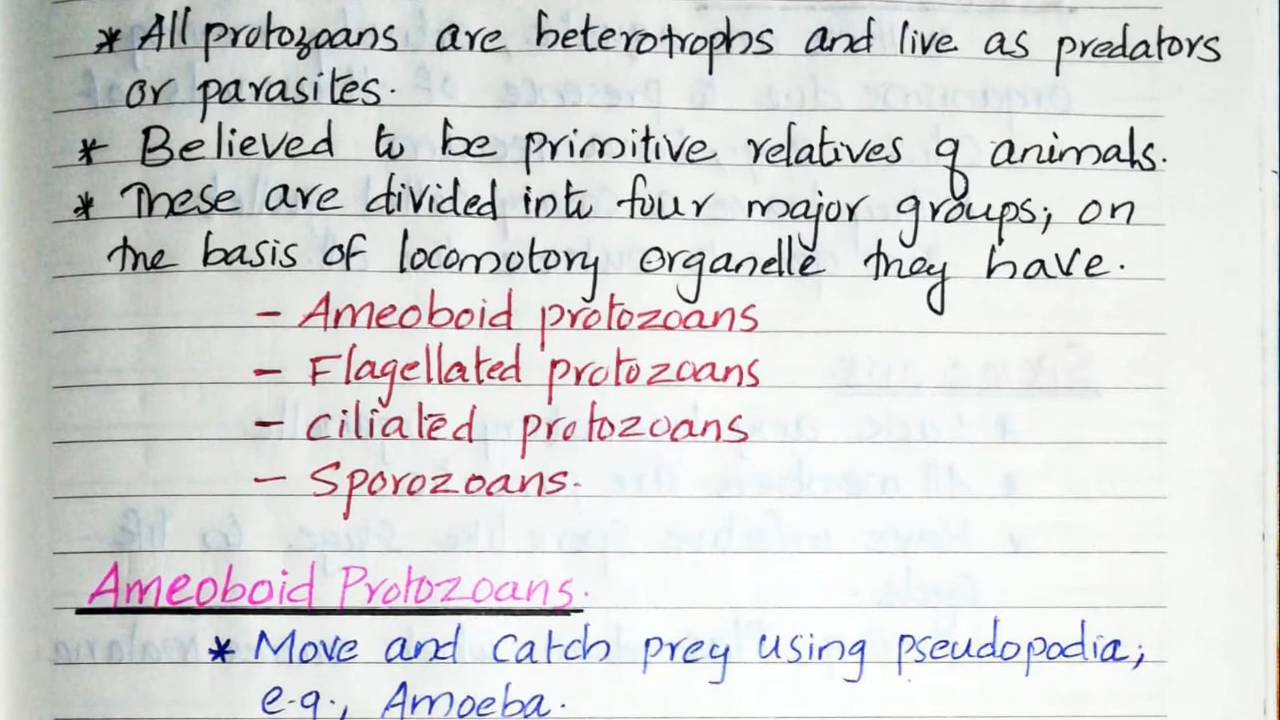 * All protozoans are heterotrophs and live as predators
or parasites.
* Believed to be primitive relatives of animals.
* These are divided into four major groups; on
the basis of locomotory organelle they have.
- Ameoboid protozoans
- Flagellated protozoans
- ciliated protozoans
- Sporozoans.
Ameoboid Protozoans.
* Move and catch prey using pseudopodia;
e.g., Amoeba.